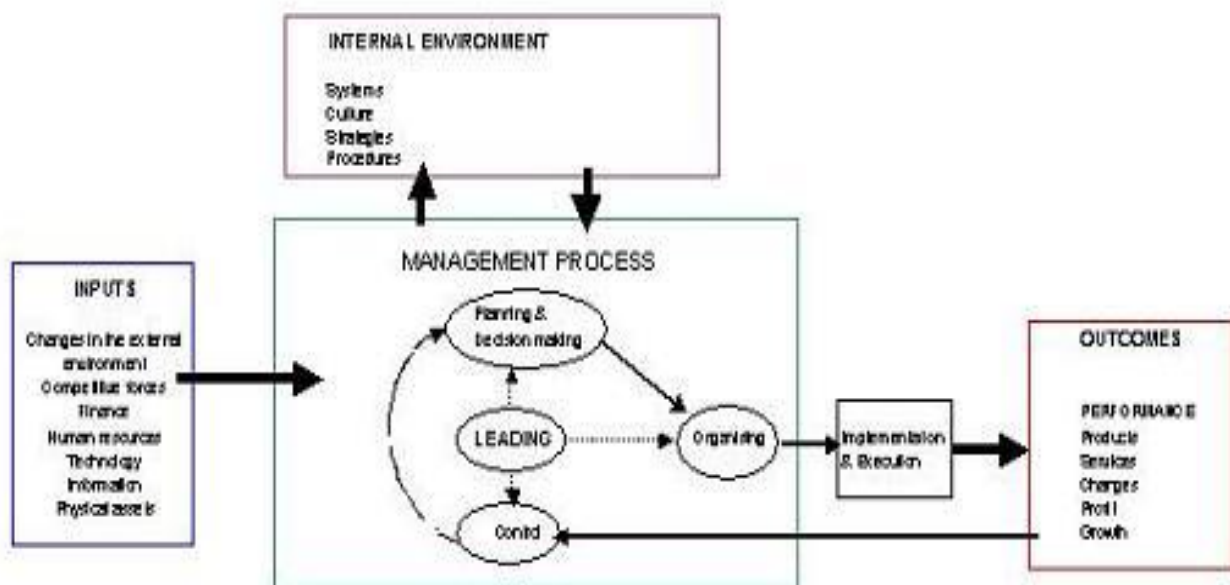 INTERNAL ENVIRONMENT
Systems
Culture
Strategies
Procedures
MANAGEMENT PROCESS
INPUTS
Changes in the external
environment
Competitive forces
Finance
Human resources
Technology
Information
Physical assets
Planning &
Decision making
LEADING
Organising
Control
Implementation
& Execution
OUTCOMES
PERFORMANCE
Products
Services
Changes
Profit
Growth